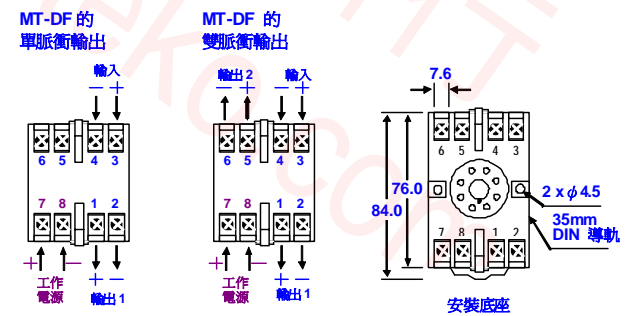 MT-DF 的
單脈衝輸出
MT-DF 的
雙脈衝輸出
輸入
輸出 2
輸入
7.6
6 5 4 3
7 8 1 2
工作
電源
輸出 1
6 5 4 3
7 8 1 2
工作
電源
輸出 1
6 5 4 3
7 8 1 2
76.0
84.0
2 x ϕ 4.5
35mm
DIN 導軌
安裝底座